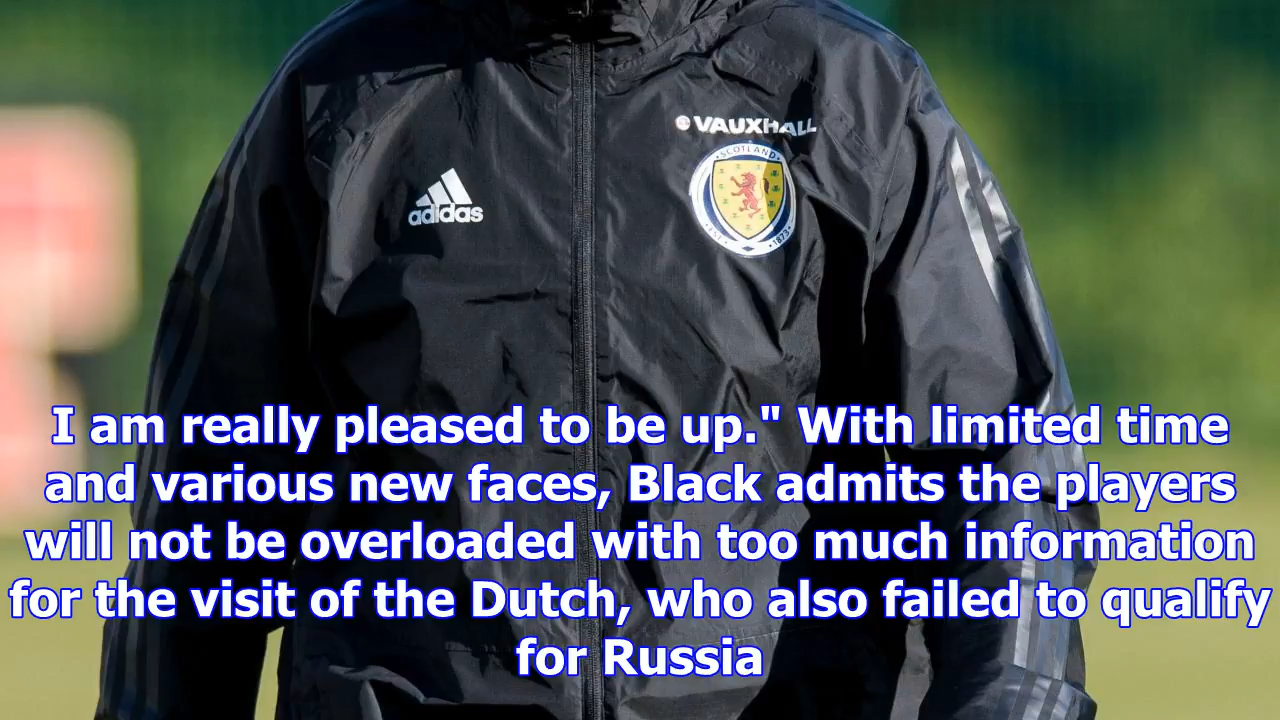 VAUXHALL
SCOTLAND
adidas
EST. 1873
I am really pleased to be up." With limited time
and various new faces, Black admits the players
will not be overloaded with too much information
for the visit of the Dutch, who also failed to qualify
for Russia